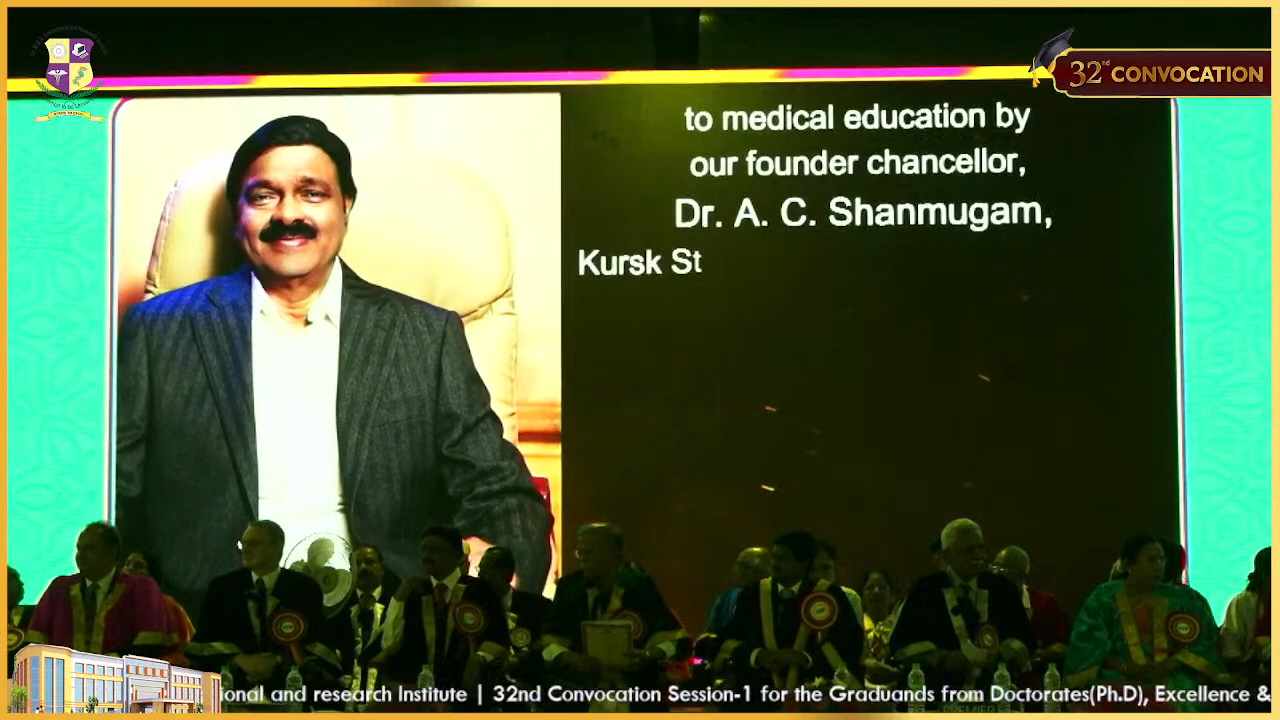 32nd CONVOCATION
to medical education by
our founder chancellor,
Dr. A. C. Shanmugam,
Kursk St
ional and research Institute | 32nd Convocation Session-1 for the Graduands from Doctorates(Ph.D), Excellence &